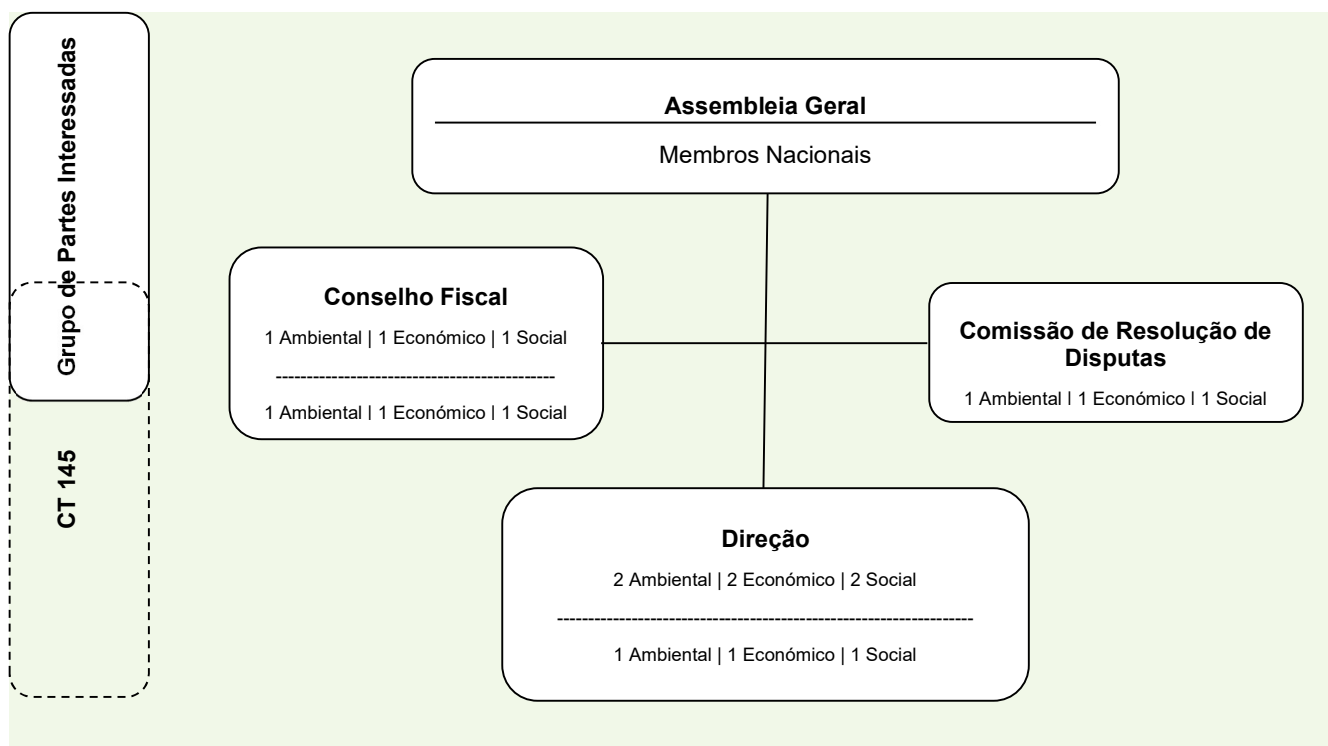 Grupo de Partes Interessadas
CT 145
Assembleia Geral
Membros Nacionais
Conselho Fiscal
1 Ambiental | 1 Económico | 1 Social
---------------------------------------------
1 Ambiental | 1 Económico | 1 Social
Comissão de Resolução de
Disputas
1 Ambiental | 1 Económico | 1 Social
Direção
2 Ambiental | 2 Económico | 2 Social
-------------------------------------------------------------------
1 Ambiental | 1 Económico | 1 Social